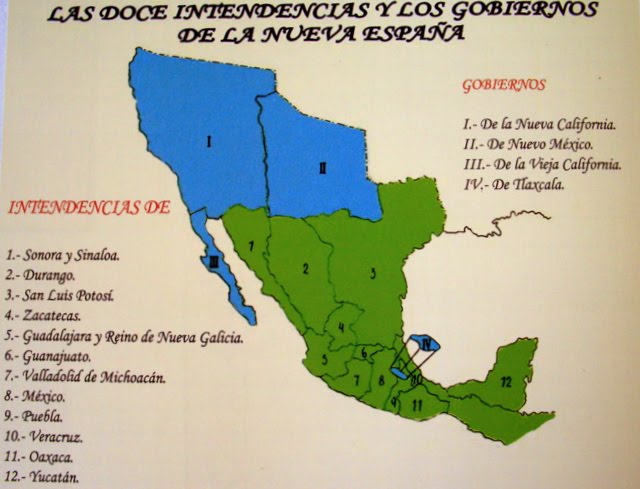 LAS DOCE INTENDENCIAS Y LOS GOBIERNOS
DE LA NUEVA ESPAÑA
GOBIERNOS
I.- De la Nueva California.
II.- De Nuevo México.
III.- De la Vieja California.
IV.- De Tlaxcala.
INTENDENCIAS DE
1.- Sonora y Sinaloa.
2.- Durango.
3.- San Luis Potosí.
4.- Zacatecas.
5.- Guadalajara y Reino de Nueva Galicia.
6.- Guanajuato.
7.- Valladolid de Michoacán.
8.- México.
9.- Puebla.
10.- Veracruz.
11.- Oaxaca.
12.- Yucatán.
I
II
III
1
2
3
4
IV
5
6
7
8
9
10
11
12